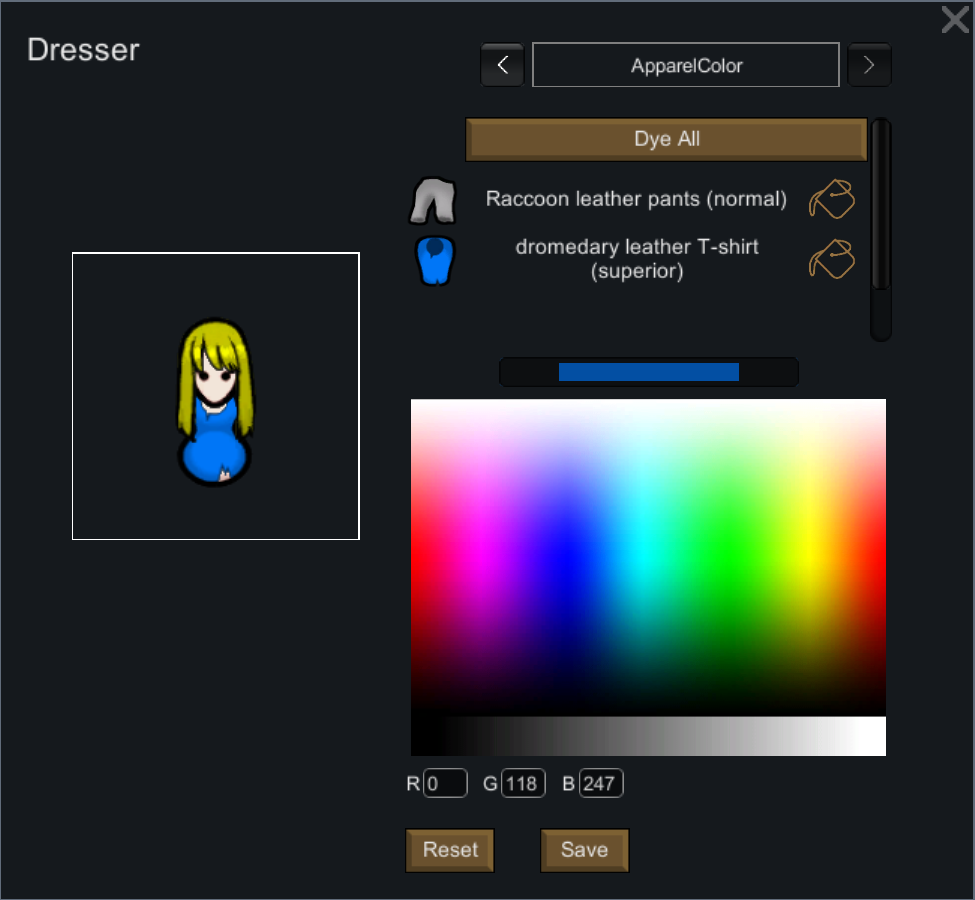 Dresser
ApparelColor
Dye All
Raccoon leather pants (normal)
dromedary leather T-shirt
(superior)
R 0 G 118 B 247
Reset Save